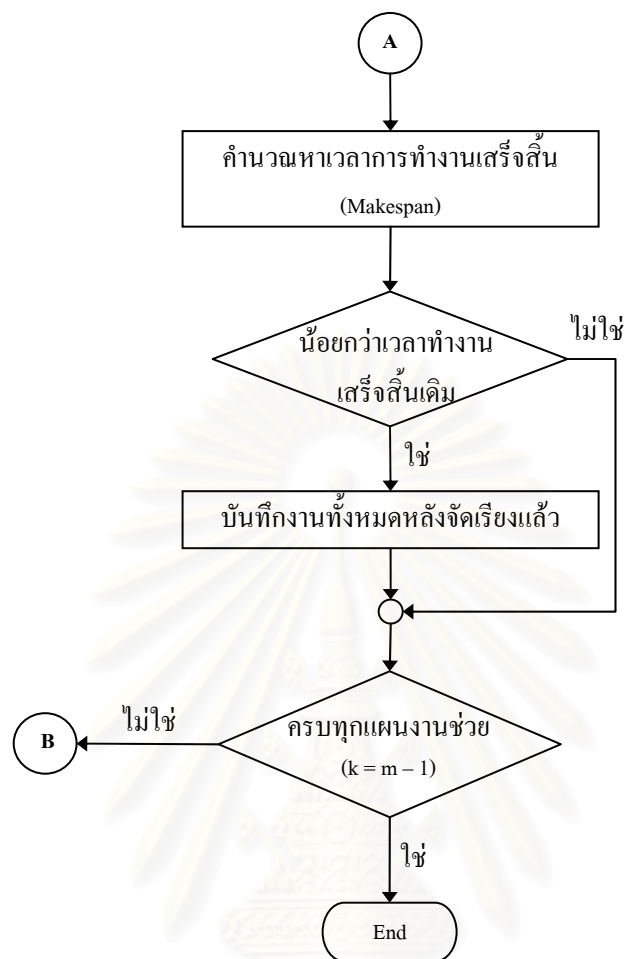 A
คำนวณหาเวลาการทำงานเสร็จสิ้น
(Makespan)
น้อยกว่าเวลาทำงาน
เสร็จสิ้นเดิม
ไม่ใช่
ใช่
บันทึกงานทั้งหมดหลังจัดเรียงแล้ว
ครบทุกแผนงานช่วย
(k = m – 1)
ไม่ใช่
B
ใช่
End